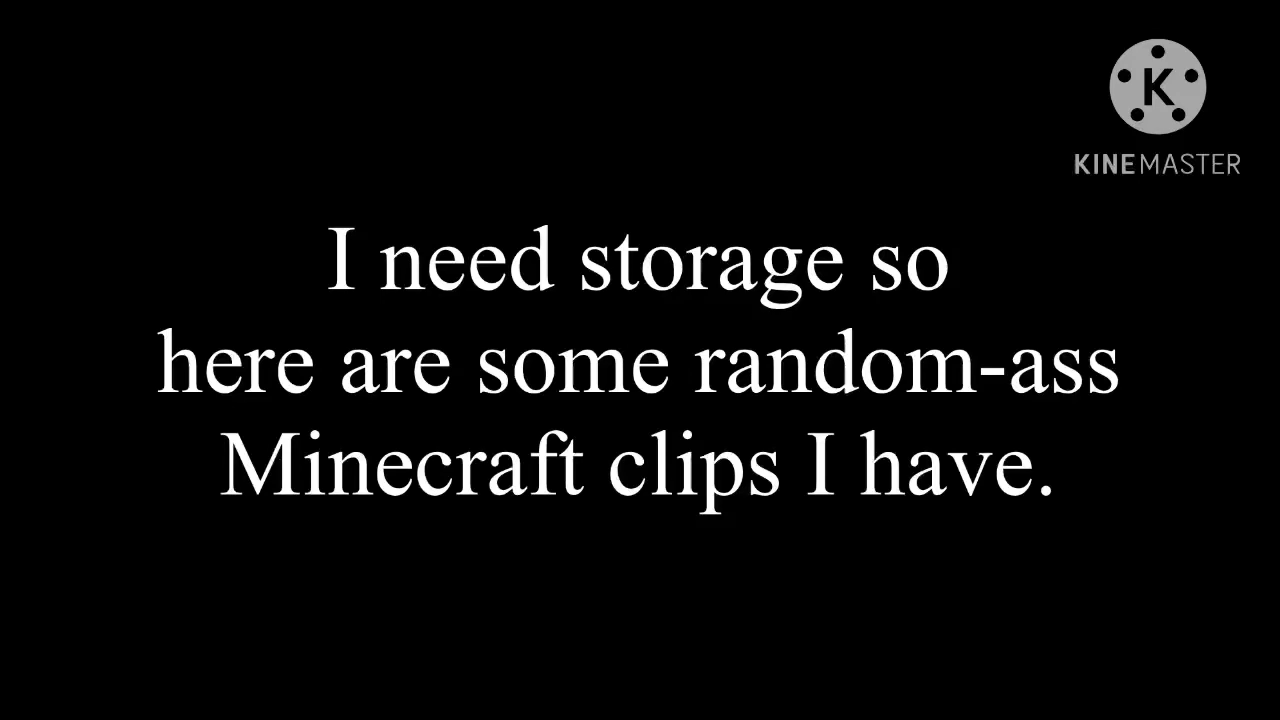 K
KINEMASTER
I need storage so
here are some random-ass
Minecraft clips I have.